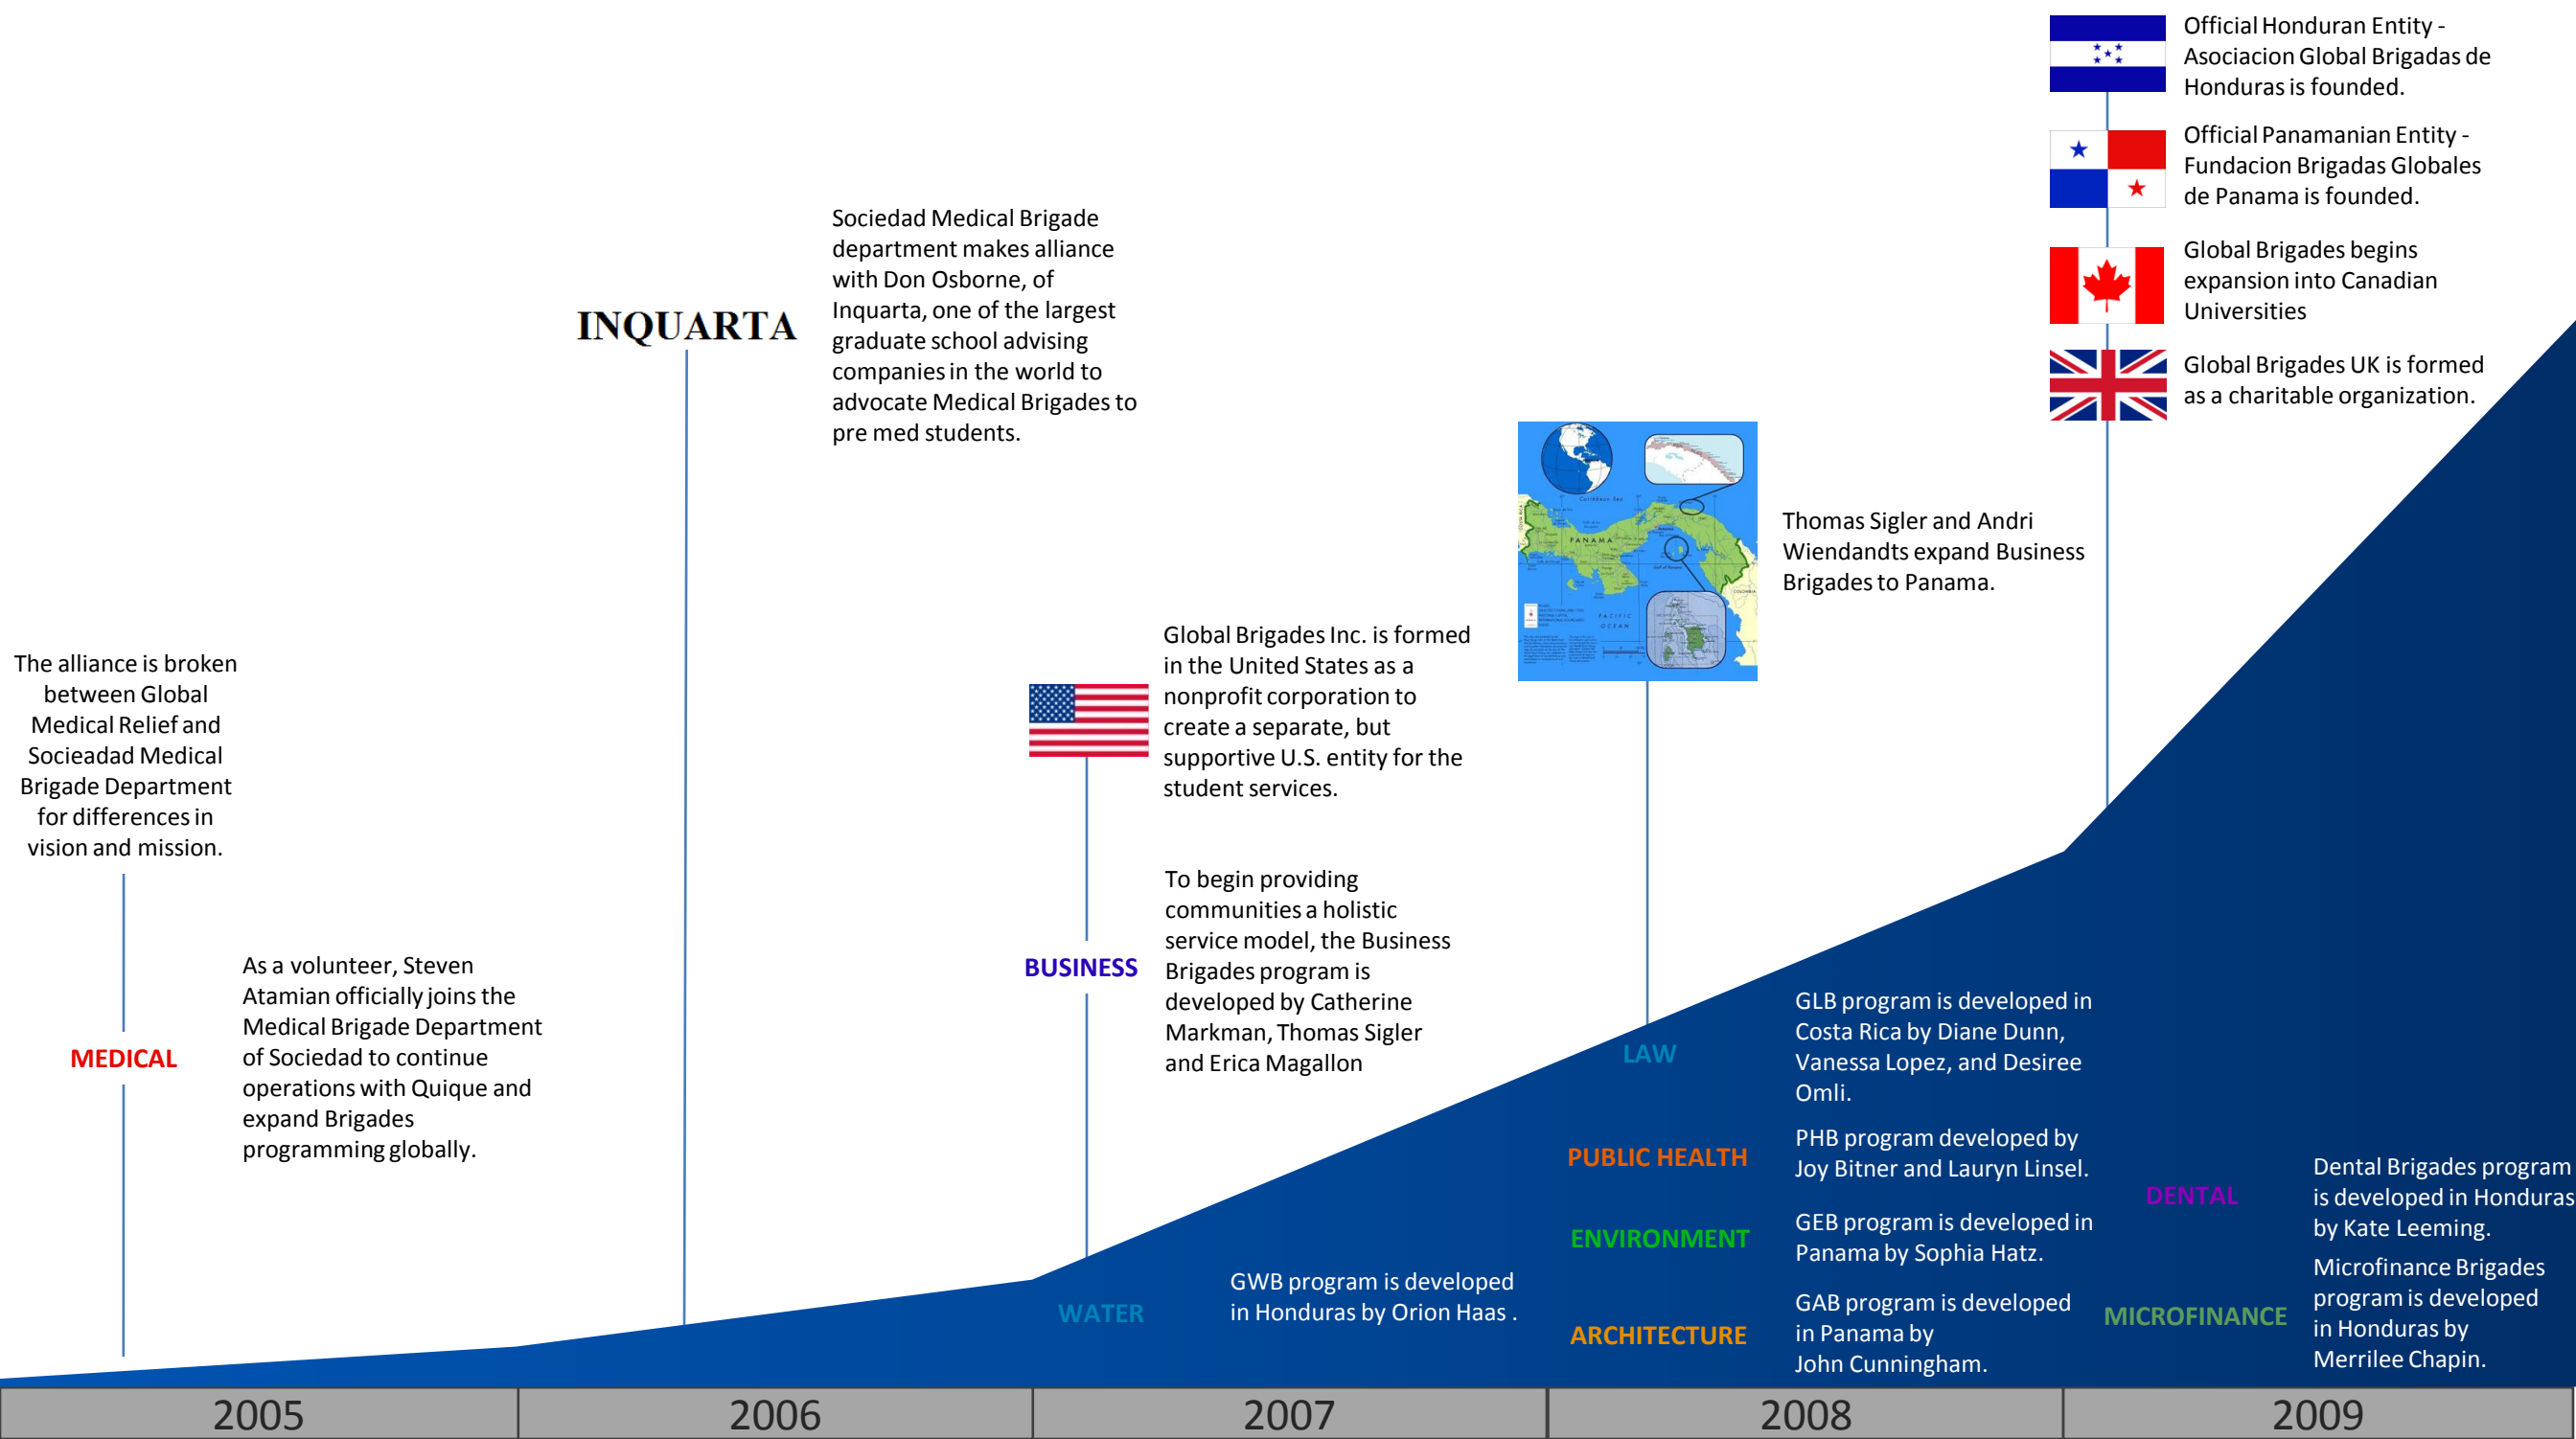 The alliance is broken
between Global
Medical Relief and
Socieadad Medical
Brigade Department
for differences in
vision and mission.
MEDICAL
As a volunteer, Steven
Atamian officially joins the
Medical Brigade Department
of Sociedad to continue
operations with Quique and
expand Brigades
programming globally.
INQUARTA
Sociedad Medical Brigade
department makes alliance
with Don Osborne, of
Inquarta, one of the largest
graduate school advising
companies in the world to
advocate Medical Brigades to
pre med students.
Global Brigades Inc. is formed
in the United States as a
nonprofit corporation to
create a separate, but
supportive U.S. entity for the
student services.
BUSINESS
To begin providing
communities a holistic
service model, the Business
Brigades program is
developed by Catherine
Markman, Thomas Sigler
and Erica Magallon
WATER
GWB program is developed
in Honduras by Orion Haas .
Caribbean Sea
PANAMA
Gulf of Panama
PACIFIC
OCEAN
COLOMBIA
COSTA RICA
Thomas Sigler and Andri
Wiendandts expand Business
Brigades to Panama.
LAW
GLB program is developed in
Costa Rica by Diane Dunn,
Vanessa Lopez, and Desiree
Omli.
PUBLIC HEALTH
PHB program developed by
Joy Bitner and Lauryn Linsel.
ENVIRONMENT
GEB program is developed in
Panama by Sophia Hatz.
ARCHITECTURE
GAB program is developed
in Panama by
John Cunningham.
Official Honduran Entity -
Asociacion Global Brigadas de
Honduras is founded.
Official Panamanian Entity -
Fundacion Brigadas Globales
de Panama is founded.
Global Brigades begins
expansion into Canadian
Universities
Global Brigades UK is formed
as a charitable organization.
DENTAL
Dental Brigades program
is developed in Honduras
by Kate Leeming.
MICROFINANCE
Microfinance Brigades
program is developed
in Honduras by
Merrilee Chapin.
2005
2006
2007
2008
2009